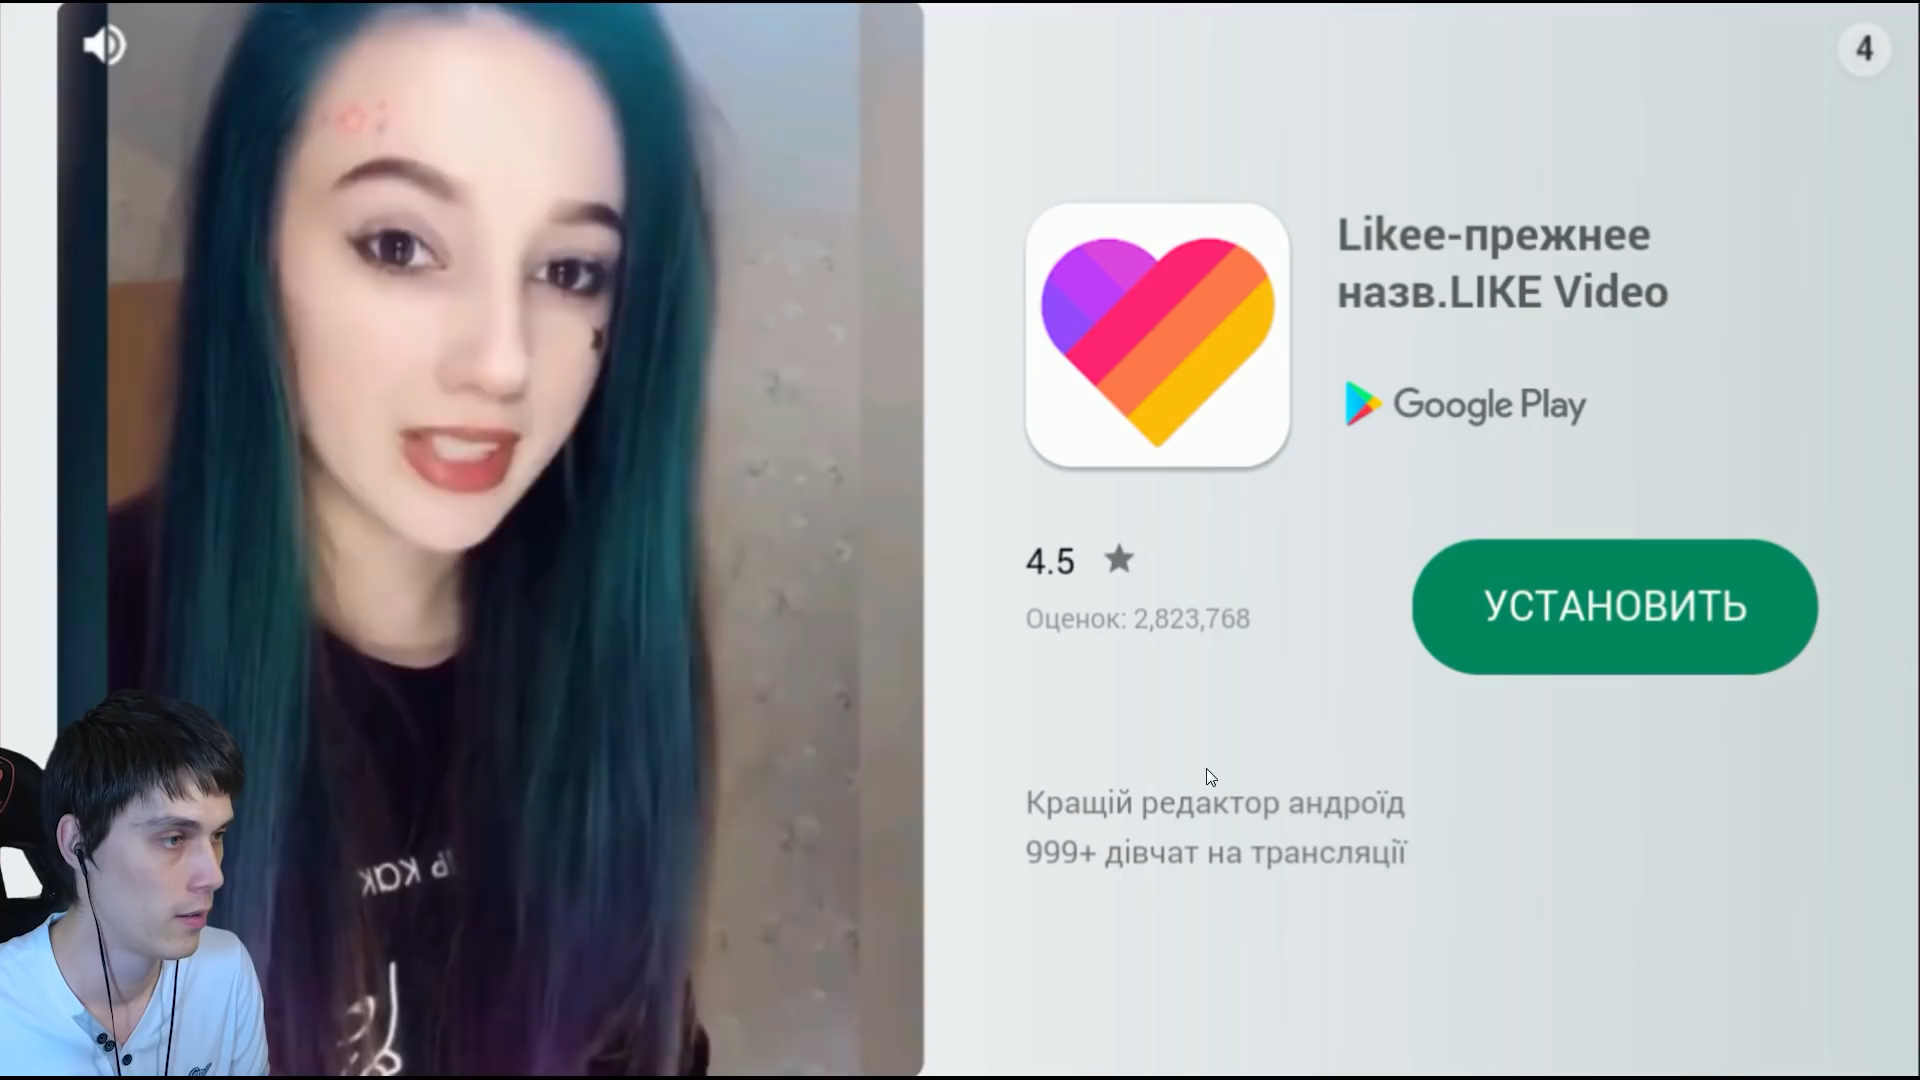 4
Likee-прежнее
назв.LIKE Video
Google Play
4.5
Оценок: 2,823,768
УСТАНОВИТЬ
Кращій редактор андроїд
999+ дівчат на трансляції